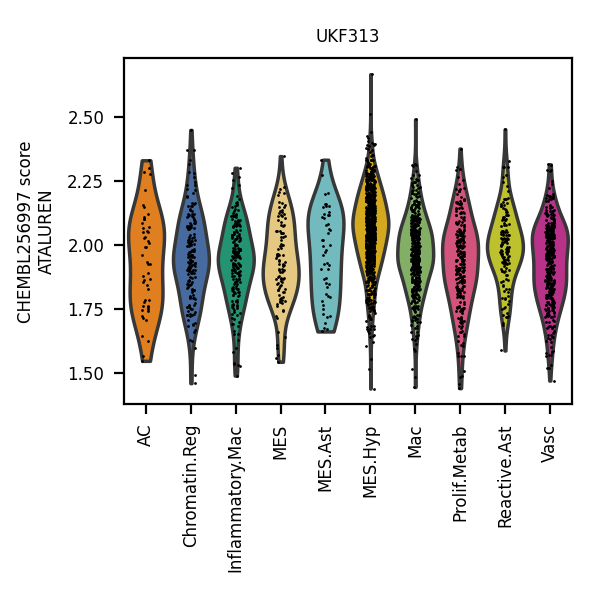 UKF313
CHEMBL256997 score
ATALUREN
2.50
2.25
2.00
1.75
1.50
AC
Chromatin.Reg
Inflammatory.Mac
MES
MES.Ast
MES.Hyp
Mac
Prolif.Metab
Reactive.Ast
Vasc